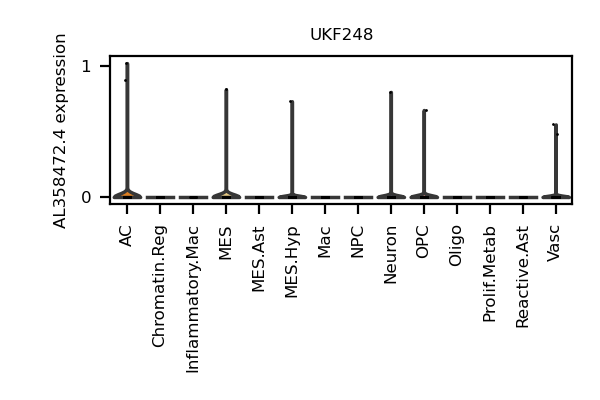 UKF248
AL358472.4 expression
1
0
AC
Chromatin.Reg
Inflammatory.Mac
MES
MES.Ast
MES.Hyp
Mac
NPC
Neuron
OPC
Oligo
Prolif.Metab
Reactive.Ast
Vasc